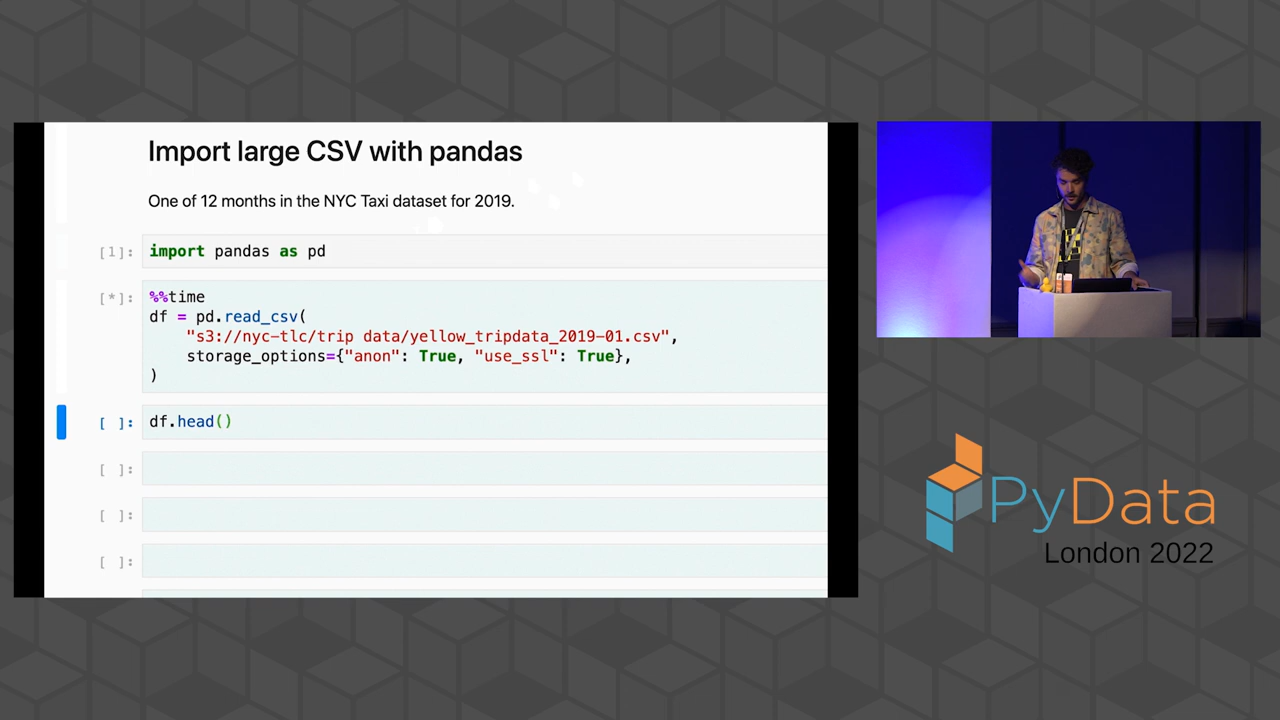 Import large CSV with pandas
One of 12 months in the NYC Taxi dataset for 2019.
[1]: import pandas as pd
[*]: %%time
df = pd.read_csv(
"s3://nyc-tlc/trip data/yellow_tripdata_2019-01.csv",
storage_options={"anon": True, "use_ssl": True},
)
[ ]: df.head()
[ ]:
[ ]:
[ ]:
PyData
London 2022